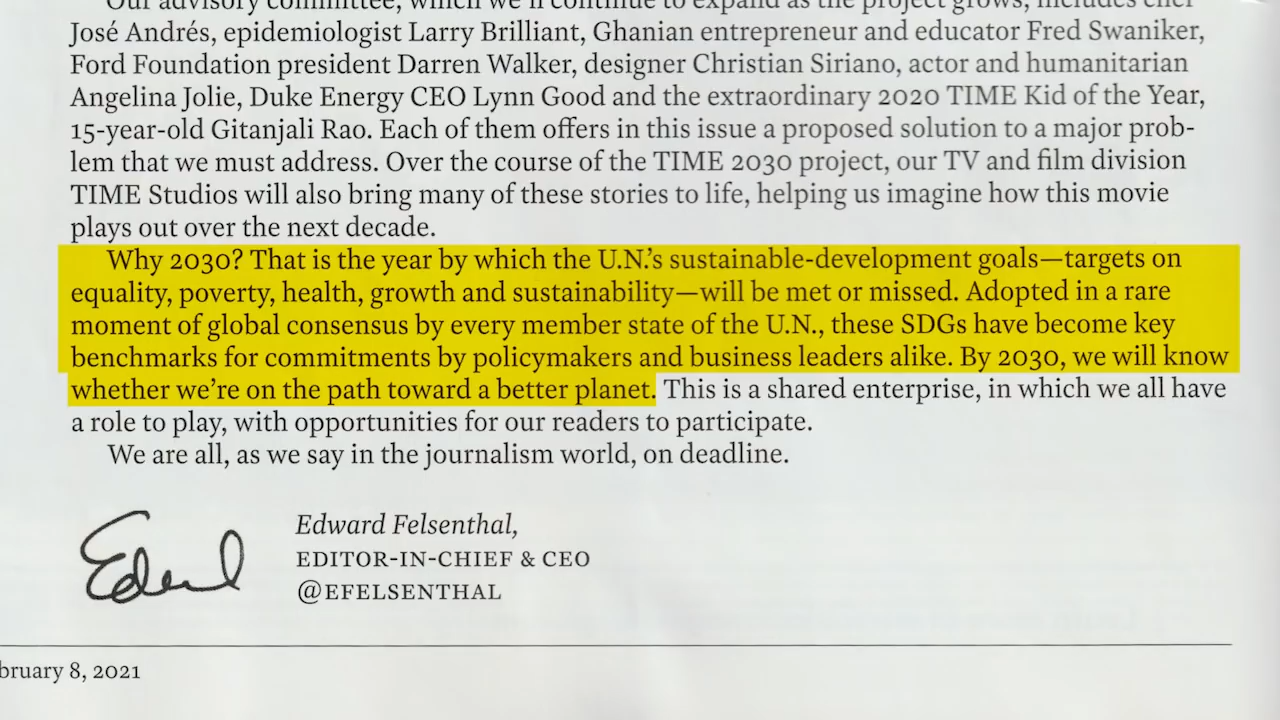 Our advisory committee, which we'll continue to expand as the project grows, includes chef
José Andrés, epidemiologist Larry Brilliant, Ghanian entrepreneur and educator Fred Swaniker,
Ford Foundation president Darren Walker, designer Christian Siriano, actor and humanitarian
Angelina Jolie, Duke Energy CEO Lynn Good and the extraordinary 2020 TIME Kid of the Year,
15-year-old Gitanjali Rao. Each of them offers in this issue a proposed solution to a major prob-
lem that we must address. Over the course of the TIME 2030 project, our TV and film division
TIME Studios will also bring many of these stories to life, helping us imagine how this movie
plays out over the next decade.
Why 2030? That is the year by which the U.N.'s sustainable-development goals—targets on
equality, poverty, health, growth and sustainability—will be met or missed. Adopted in a rare
moment of global consensus by every member state of the U.N., these SDGs have become key
benchmarks for commitments by policymakers and business leaders alike. By 2030, we will know
whether we're on the path toward a better planet. This is a shared enterprise, in which we all have
a role to play, with opportunities for our readers to participate.
We are all, as we say in the journalism world, on deadline.
Edward Felsenthal,
EDITOR-IN-CHIEF & CEO
@EFELSENTHAL
bruary 8, 2021